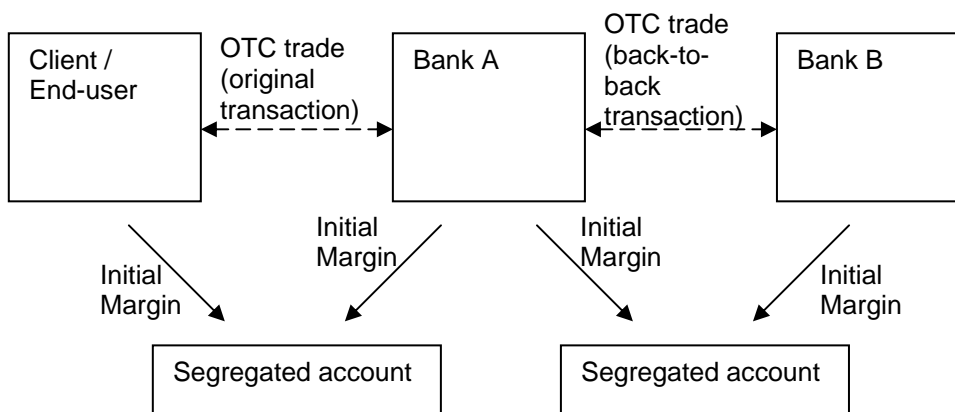 Client /
End-user
OTC trade
(original
transaction)
Bank A
OTC trade
(back-to-
back
transaction)
Bank B
Initial
Margin
Initial
Margin
Initial
Margin
Initial
Margin
Segregated account
Segregated account